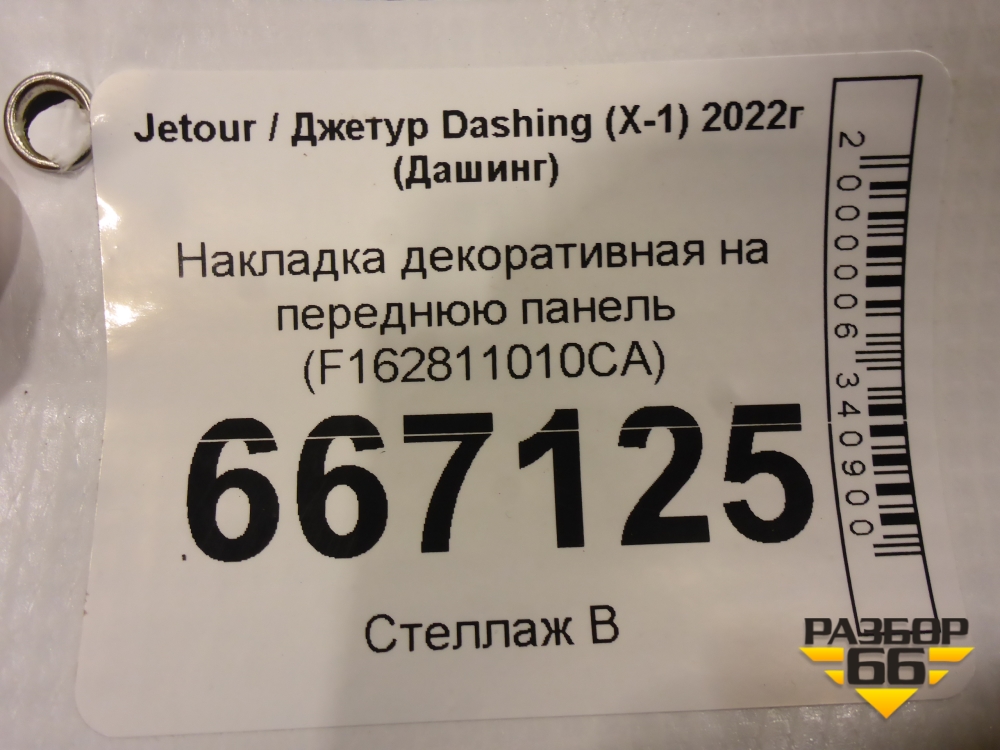 Jetour / Джетур Dashing (X-1) 2022г
(Дашинг)
Накладка декоративная на
переднюю панель
(F162811010CA)
667125
Стеллаж В
2000006340900
РАЗБОР
66